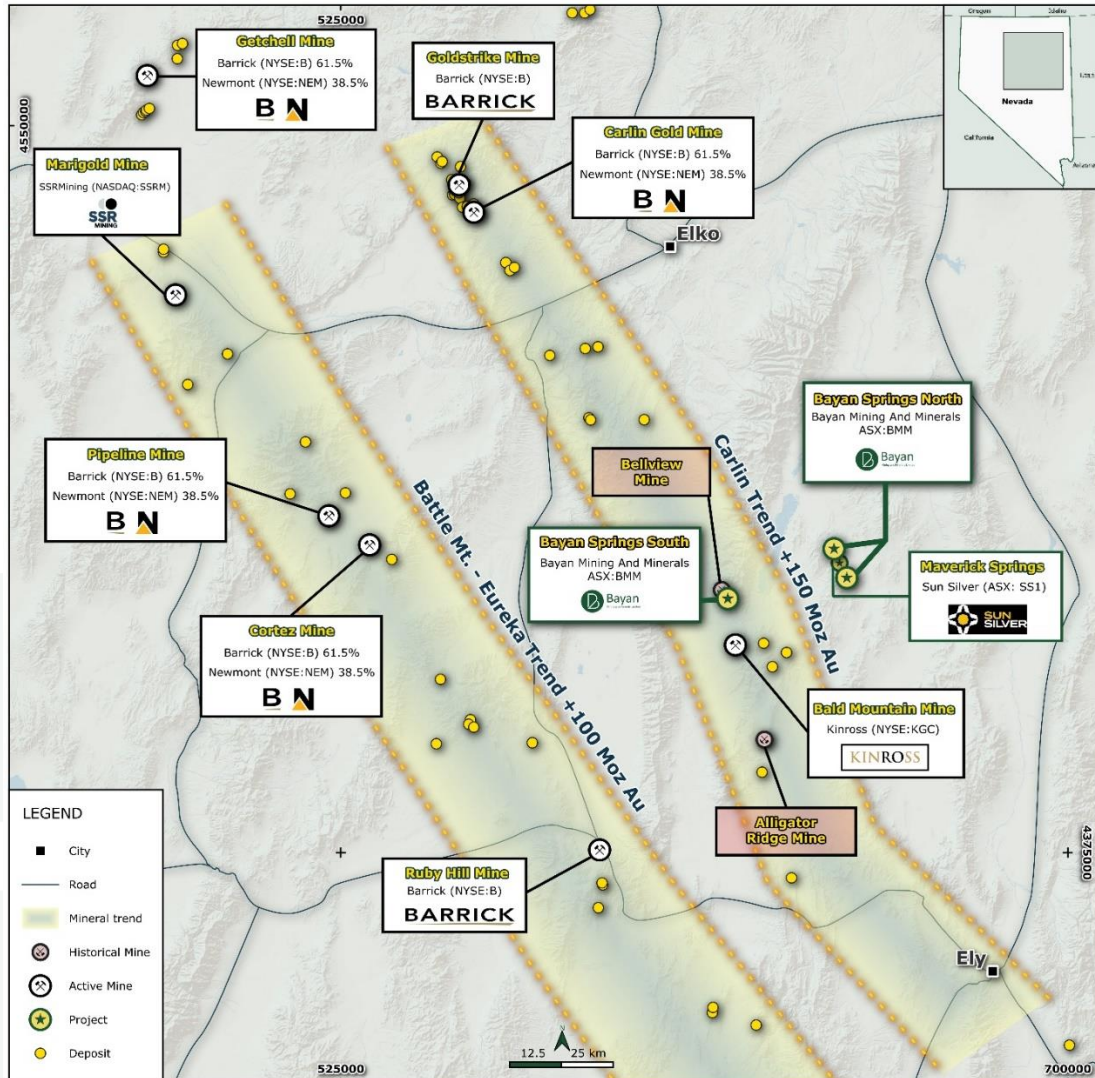 525000
Oregon
Idaho
Utah
Nevada
California
Arizona
Getchell Mine
Barrick (NYSE:B) 61.5%
Newmont (NYSE:NEM) 38.5%
B N
Goldstrike Mine
Barrick (NYSE:B)
BARRICK
4550000
Carlin Gold Mine
Barrick (NYSE:B) 61.5%
Newmont (NYSE:NEM) 38.5%
B N
Marigold Mine
SSRMining (NASDAQ:SSRM)
SSR
MINING
Elko
Bayan Springs North
Bayan Mining And Minerals
ASX:BMM
Bayan
Pipeline Mine
Barrick (NYSE:B) 61.5%
Newmont (NYSE:NEM) 38.5%
B N
Bellview
Mine
Carlin Trend +150 Moz Au
Battle Mt. - Eureka Trend +100 Moz Au
Bayan Springs South
Bayan Mining And Minerals
ASX:BMM
Bayan
Maverick Springs
Sun Silver (ASX: SS1)
SUN
SILVER
Cortez Mine
Barrick (NYSE:B) 61.5%
Newmont (NYSE:NEM) 38.5%
B N
Bald Mountain Mine
Kinross (NYSE:KGC)
KINROSS
Alligator
Ridge Mine
4375000
Ruby Hill Mine
Barrick (NYSE:B)
BARRICK
Ely
LEGEND
City
Road
Mineral trend
Historical Mine
Active Mine
Project
Deposit
N
12.5 25 km
525000
700000